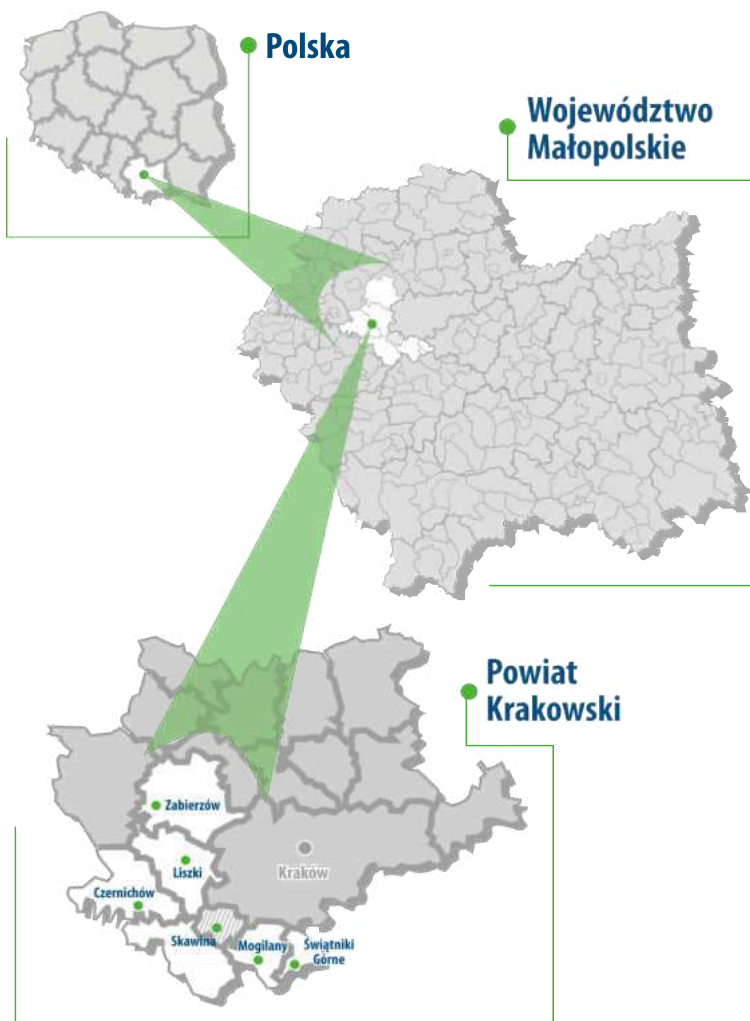 Polska
Województwo
Małopolskie
Powiat
Krakowski
Zabierzów
Kraków
Liszki
Czernichów
Skawina
Mogilany
Świątniki
Górne